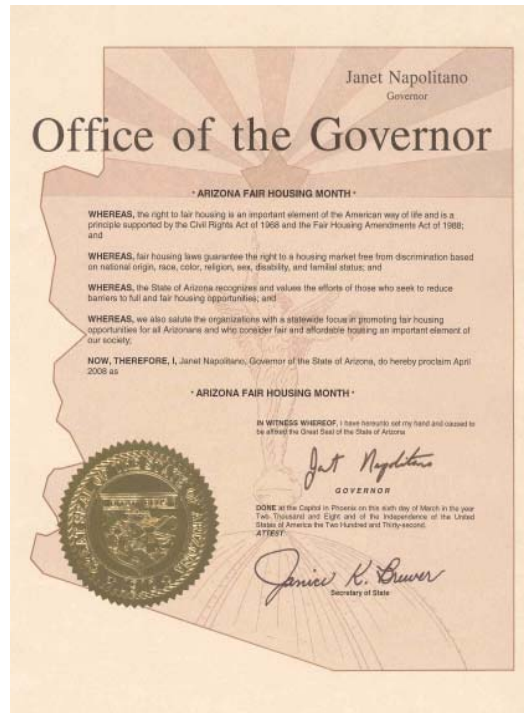 Janet Napolitano
Governor
Office of the Governor
· ARIZONA FAIR HOUSING MONTH ·
WHEREAS, the right to fair housing is an important element of the American way of life and is a
principle supported by the Civil Rights Act of 1968 and the Fair Housing Amendments Act of 1988;
and
WHEREAS, fair housing laws guarantee the right to a housing market free from discrimination based
on national origin, race, color, religion, sex, disability, and familial status; and
WHEREAS, the State of Arizona recognizes and values the efforts of those who seek to reduce
barriers to full and fair housing opportunities; and
WHEREAS, we also salute the organizations with a statewide focus in promoting fair housing
opportunities for all Arizonans and who consider fair and affordable housing an important element of
our society;
NOW, THEREFORE, I, Janet Napolitano, Governor of the State of Arizona, do hereby proclaim April
2008 as
· ARIZONA FAIR HOUSING MONTH ·
IN WITNESS WHEREOF, I have hereunto set my hand and caused to
be affixed the Great Seal of the State of Arizona
Janet Napolitano
GOVERNOR
DONE at the Capitol in Phoenix on this sixth day of March in the year
Two Thousand and Eight and of the Independence of the United
States of America the Two Hundred and Thirty-second.
ATTEST:
Janice K. Brewer
Secretary of State
GREAT SEAL OF THE STATE OF ARIZONA
1912